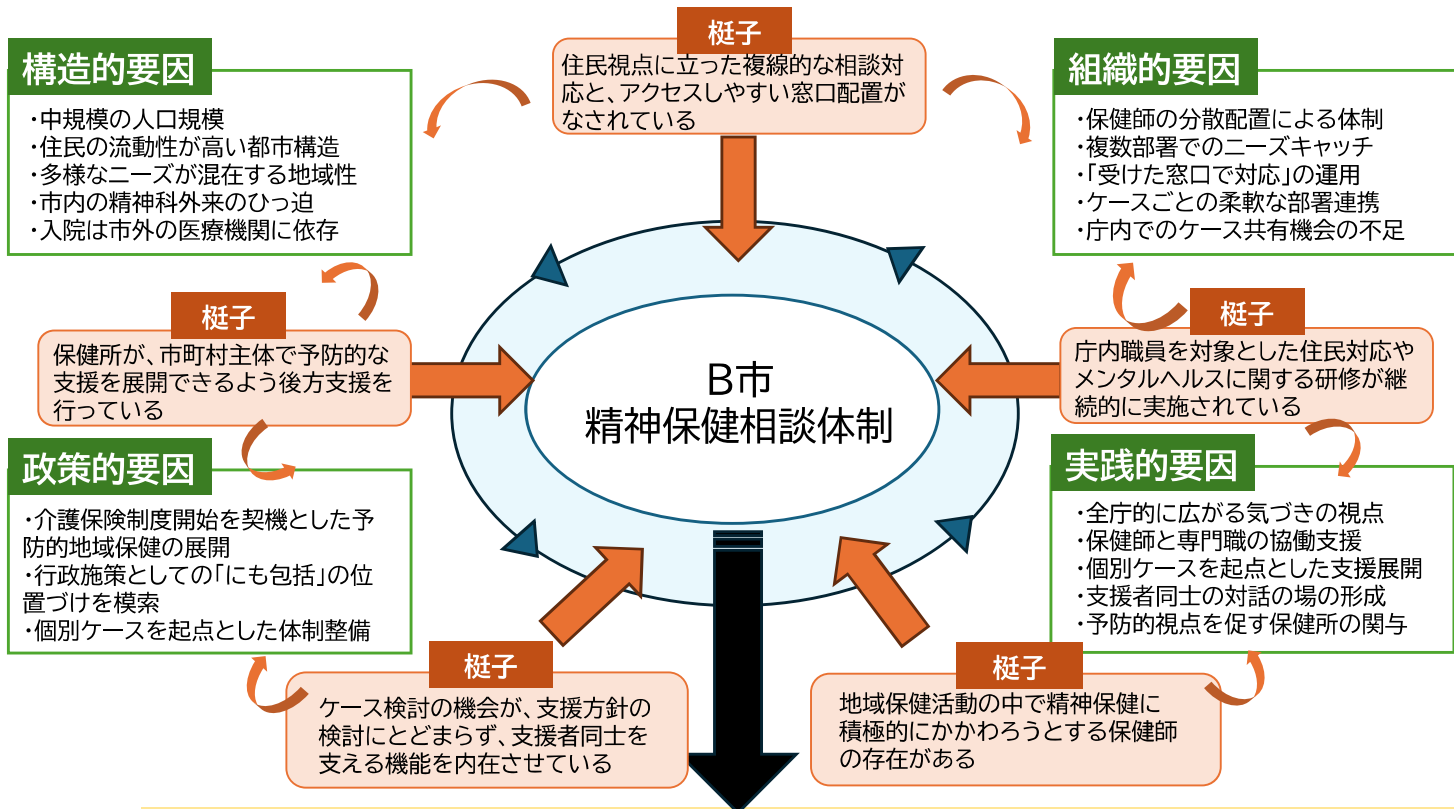 梃子
住民視点に立った複線的な相談対
応と、アクセスしやすい窓口配置が
なされている
構造的要因
・中規模の人口規模
・住民の流動性が高い都市構造
・多様なニーズが混在する地域性
・市内の精神科外来のひっ迫
・入院は市外の医療機関に依存
組織的要因
・保健師の分散配置による体制
・複数部署でのニーズキャッチ
・「受けた窓口で対応」の運用
・ケースごとの柔軟な部署連携
・庁内でのケース共有機会の不足
梃子
保健所が、市町村主体で予防的な
支援を展開できるよう後方支援を
行っている
B市
精神保健相談体制
梃子
庁内職員を対象とした住民対応や
メンタルヘルスに関する研修が継
続的に実施されている
政策的要因
・介護保険制度開始を契機とした予
防的地域保健の展開
・行政施策としての「にも包括」の位
置づけを模索
・個別ケースを起点とした体制整備
実践的要因
・全庁的に広がる気づきの視点
・保健師と専門職の協働支援
・個別ケースを起点とした支援展開
・支援者同士の対話の場の形成
・予防的視点を促す保健所の関与
梃子
ケース検討の機会が、支援方針の
検討にとどまらず、支援者同士を
支える機能を内在させている
梃子
地域保健活動の中で精神保健に
積極的にかかわろうとする保健師
の存在がある